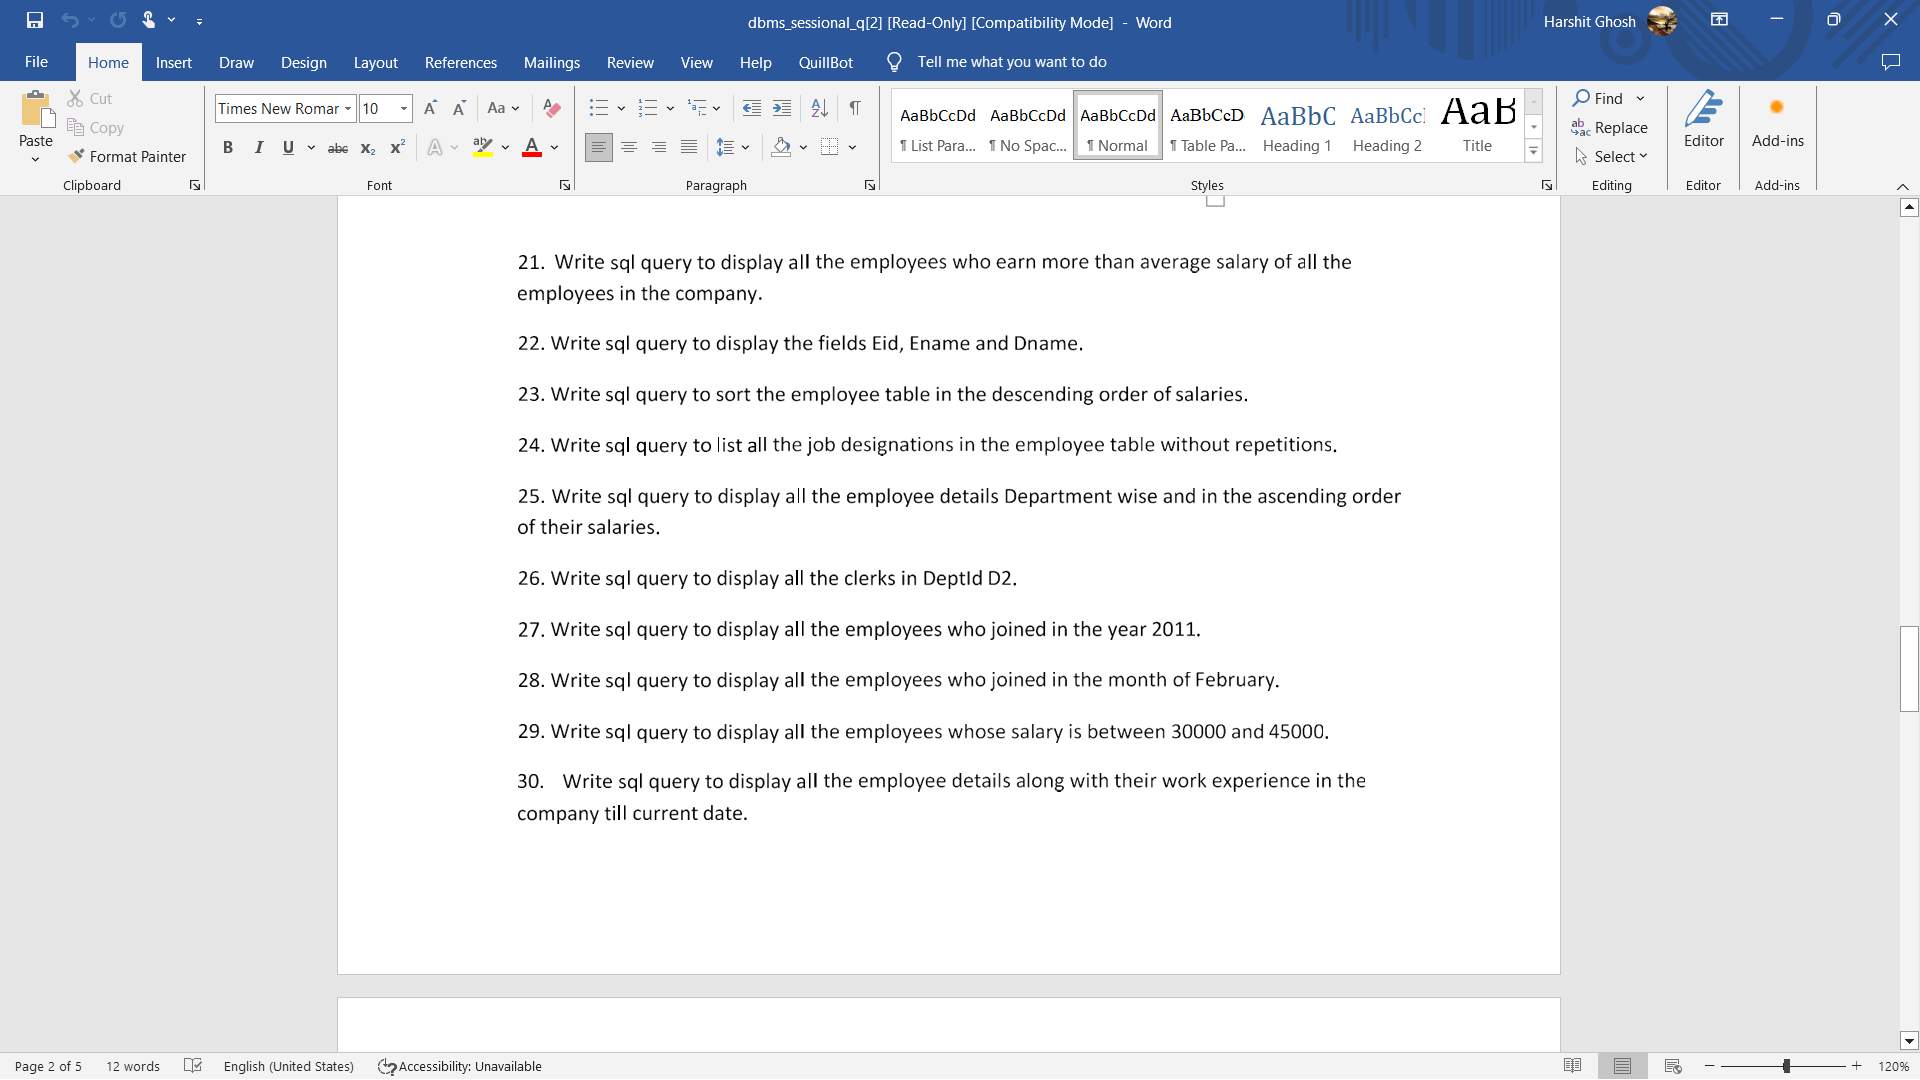 dbms_sessional_q[2] [Read-Only] [Compatibility Mode] - Word
Harshit Ghosh
File Home Insert Draw Design Layout References Mailings Review View Help QuillBot Tell me what you want to do
Paste
Cut
Copy
Format Painter
Clipboard
Times New Romar 10
Aa
B I U abc x₂ x² A ab A
Font
Paragraph
AaBbCcDd AaBbCcDd AaBbCcDd AaBbCcD AaBbC AaBbCc AaB
¶ List Para... ¶ No Spac... ¶ Normal ¶ Table Pa... Heading 1 Heading 2 Title
Styles
Find
Replace
Select
Editing
Editor
Editor
Add-ins
Add-ins
21. Write sql query to display all the employees who earn more than average salary of all the
employees in the company.
22. Write sql query to display the fields Eid, Ename and Dname.
23. Write sql query to sort the employee table in the descending order of salaries.
24. Write sql query to list all the job designations in the employee table without repetitions.
25. Write sql query to display all the employee details Department wise and in the ascending order
of their salaries.
26. Write sql query to display all the clerks in DeptId D2.
27. Write sql query to display all the employees who joined in the year 2011.
28. Write sql query to display all the employees who joined in the month of February.
29. Write sql query to display all the employees whose salary is between 30000 and 45000.
30. Write sql query to display all the employee details along with their work experience in the
company till current date.
Page 2 of 5 12 words English (United States) Accessibility: Unavailable 120%